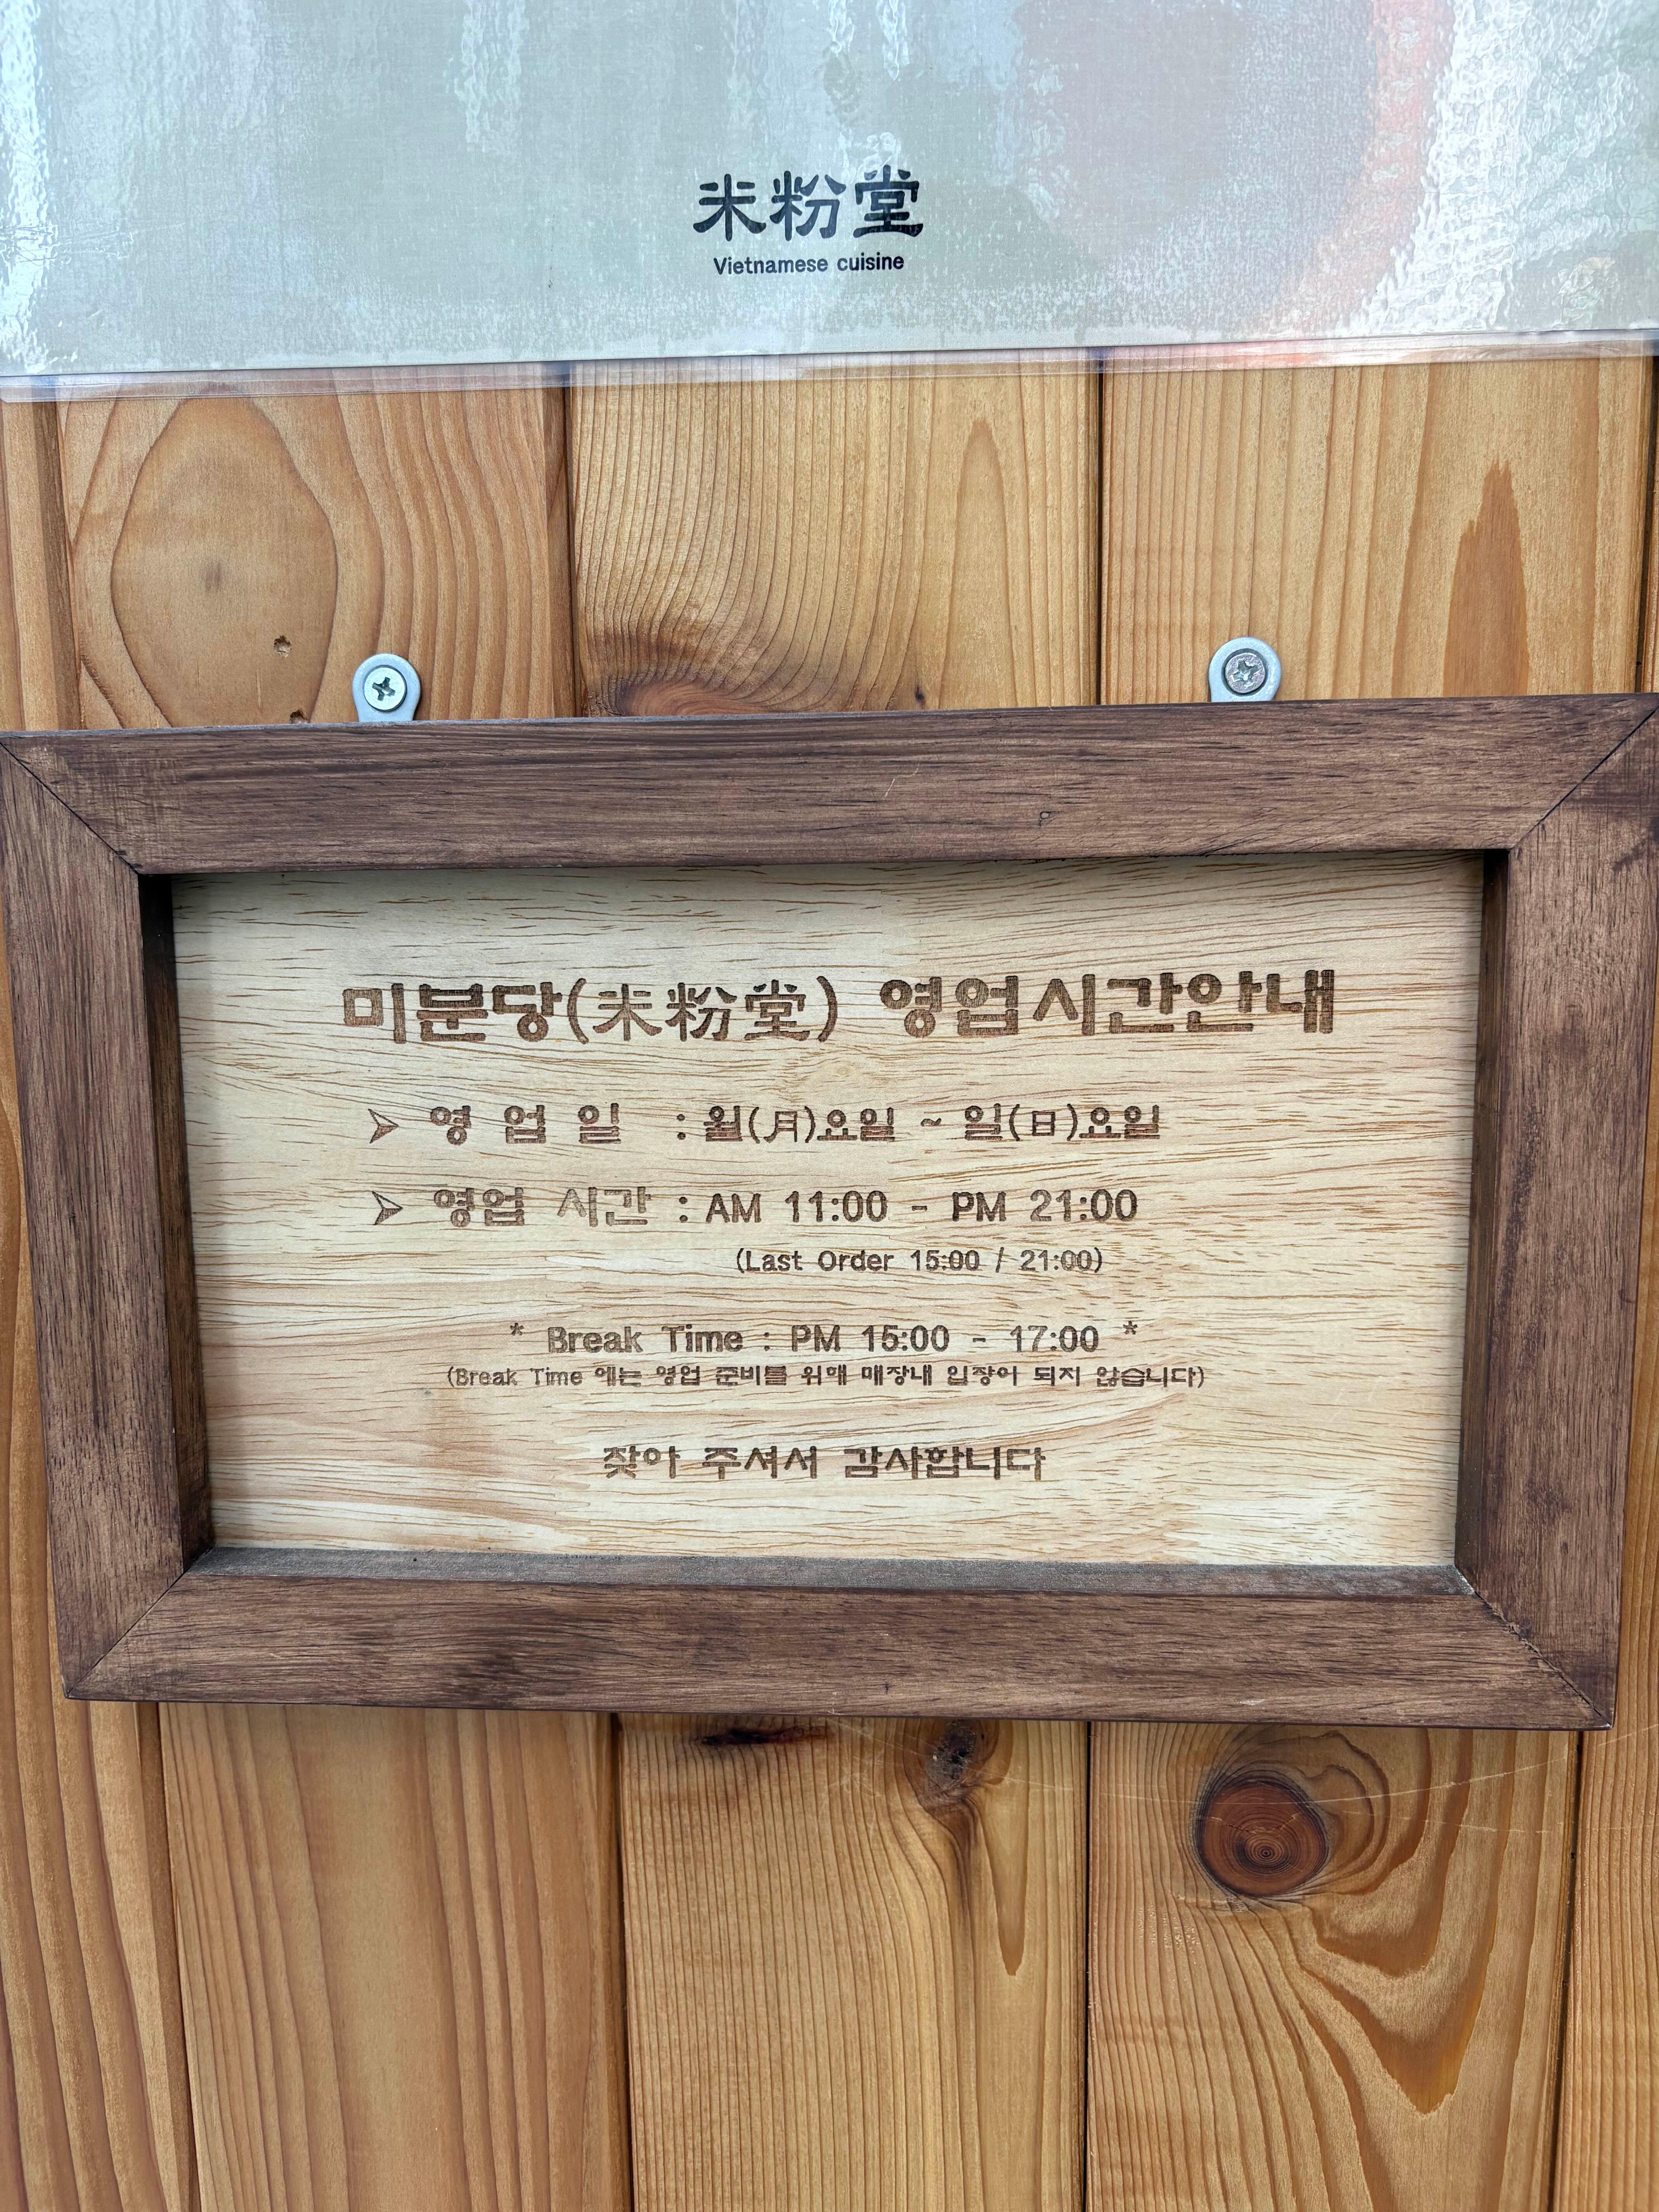 米粉堂
Vietnamese cuisine
미분당(米粉堂) 영업시간안내
➢ 영 업 일 : 월(月)요일 ~ 일(日)요일
➢ 영업 시간 : AM 11:00 - PM 21:00
(Last Order 15:00 / 21:00)
* Break Time : PM 15:00 - 17:00 *
(Break Time 에는 영업 준비를 위해 매장내 입장이 되지 않습니다)
찾아 주셔서 감사합니다